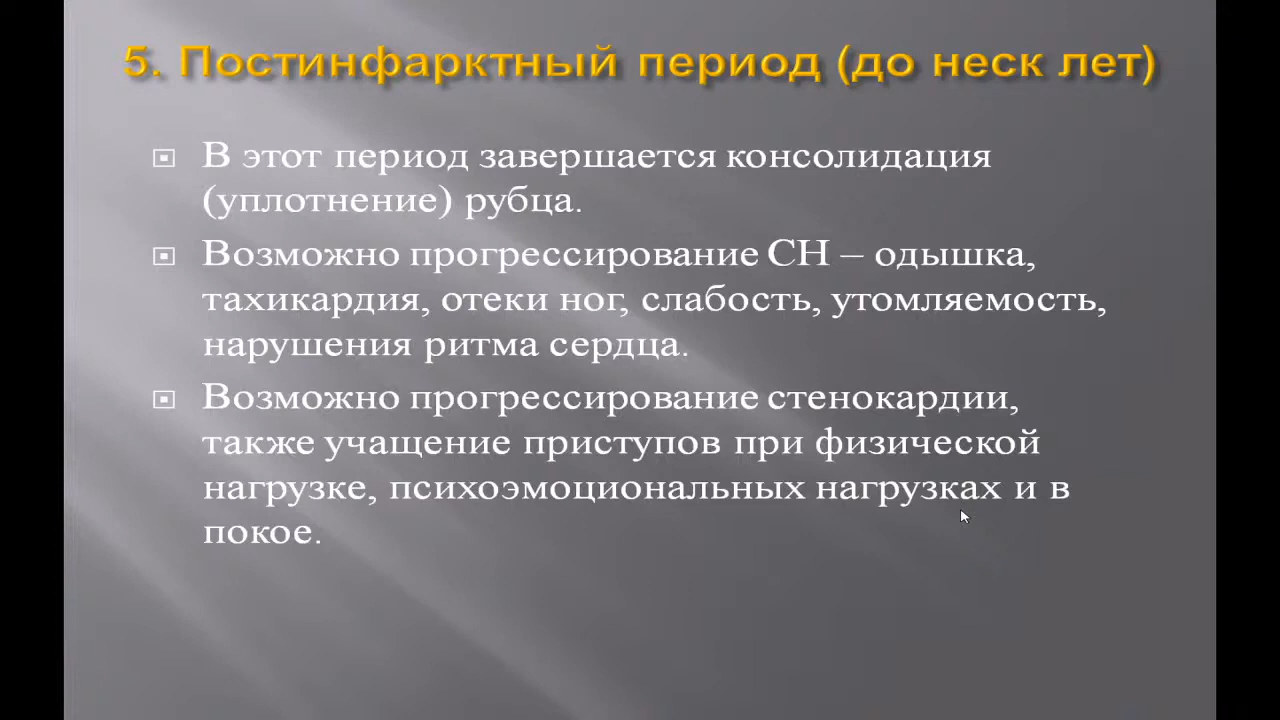 5. Постинфарктный период (до неск лет)
В этот период завершается консолидация
(уплотнение) рубца.
Возможно прогрессирование СН – одышка,
тахикардия, отеки ног, слабость, утомляемость,
нарушения ритма сердца.
Возможно прогрессирование стенокардии,
также учащение приступов при физической
нагрузке, психоэмоциональных нагрузках и в
покое.